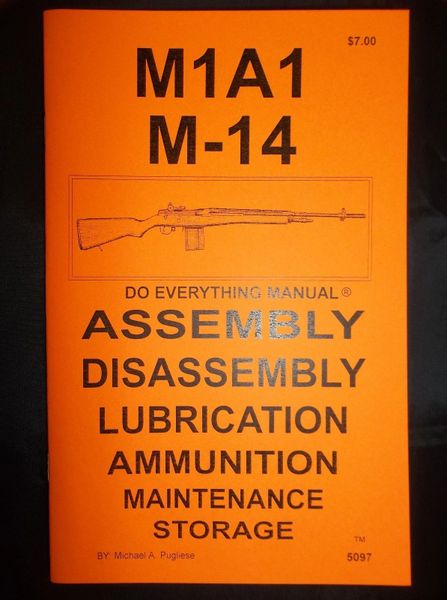 $7.00
M1A1
M-14
DO EVERYTHING MANUAL®
ASSEMBLY
DISASSEMBLY
LUBRICATION
AMMUNITION
MAINTENANCE
STORAGE
TM
BY: Michael A. Pugliese
5097